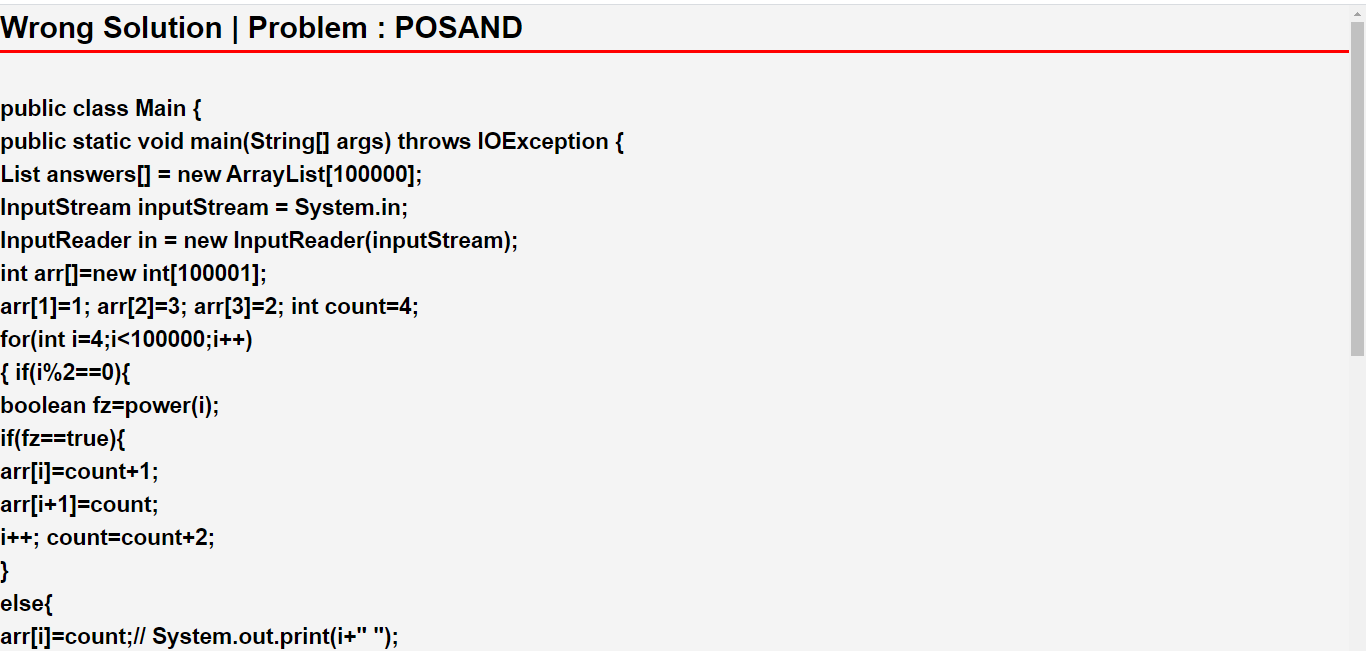 Wrong Solution | Problem : POSAND
public class Main {
public static void main(String[] args) throws IOException {
List answers[] = new ArrayList[100000];
InputStream inputStream = System.in;
InputReader in = new InputReader(inputStream);
int arr[]=new int[100001];
arr[1]=1; arr[2]=3; arr[3]=2; int count=4;
for(int i=4;i<100000;i++)
{ if(i%2==0){
boolean fz=power(i);
if(fz==true){
arr[i]=count+1;
arr[i+1]=count;
i++; count=count+2;
}
else{
arr[i]=count;// System.out.print(i+" ");